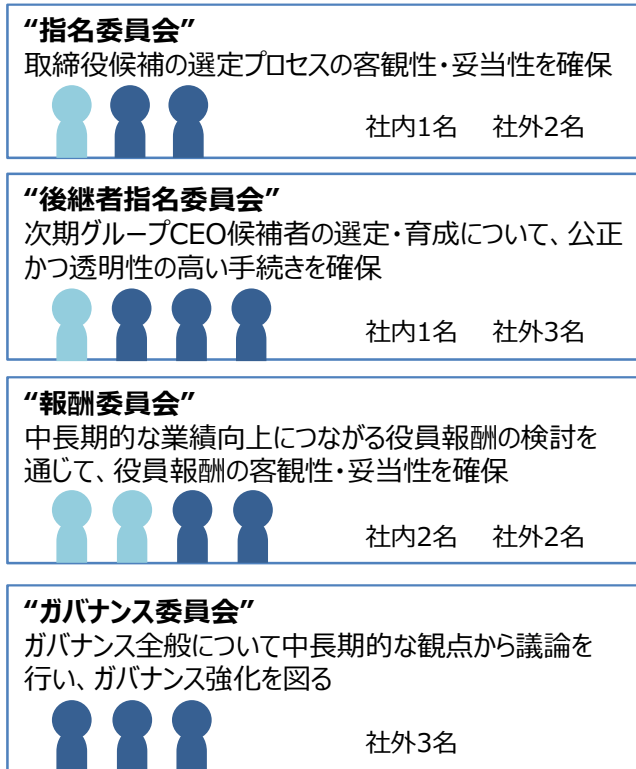 “指名委員会”
取締役候補の選定プロセスの客観性・妥当性を確保
社内1名 社外2名
“後継者指名委員会”
次期グループCEO候補者の選定・育成について、公正
かつ透明性の高い手続きを確保
社内1名 社外3名
“報酬委員会”
中長期的な業績向上につながる役員報酬の検討を
通じて、役員報酬の客観性・妥当性を確保
社内2名 社外2名
“ガバナンス委員会”
ガバナンス全般について中長期的な観点から議論を
行い、ガバナンス強化を図る
社外3名